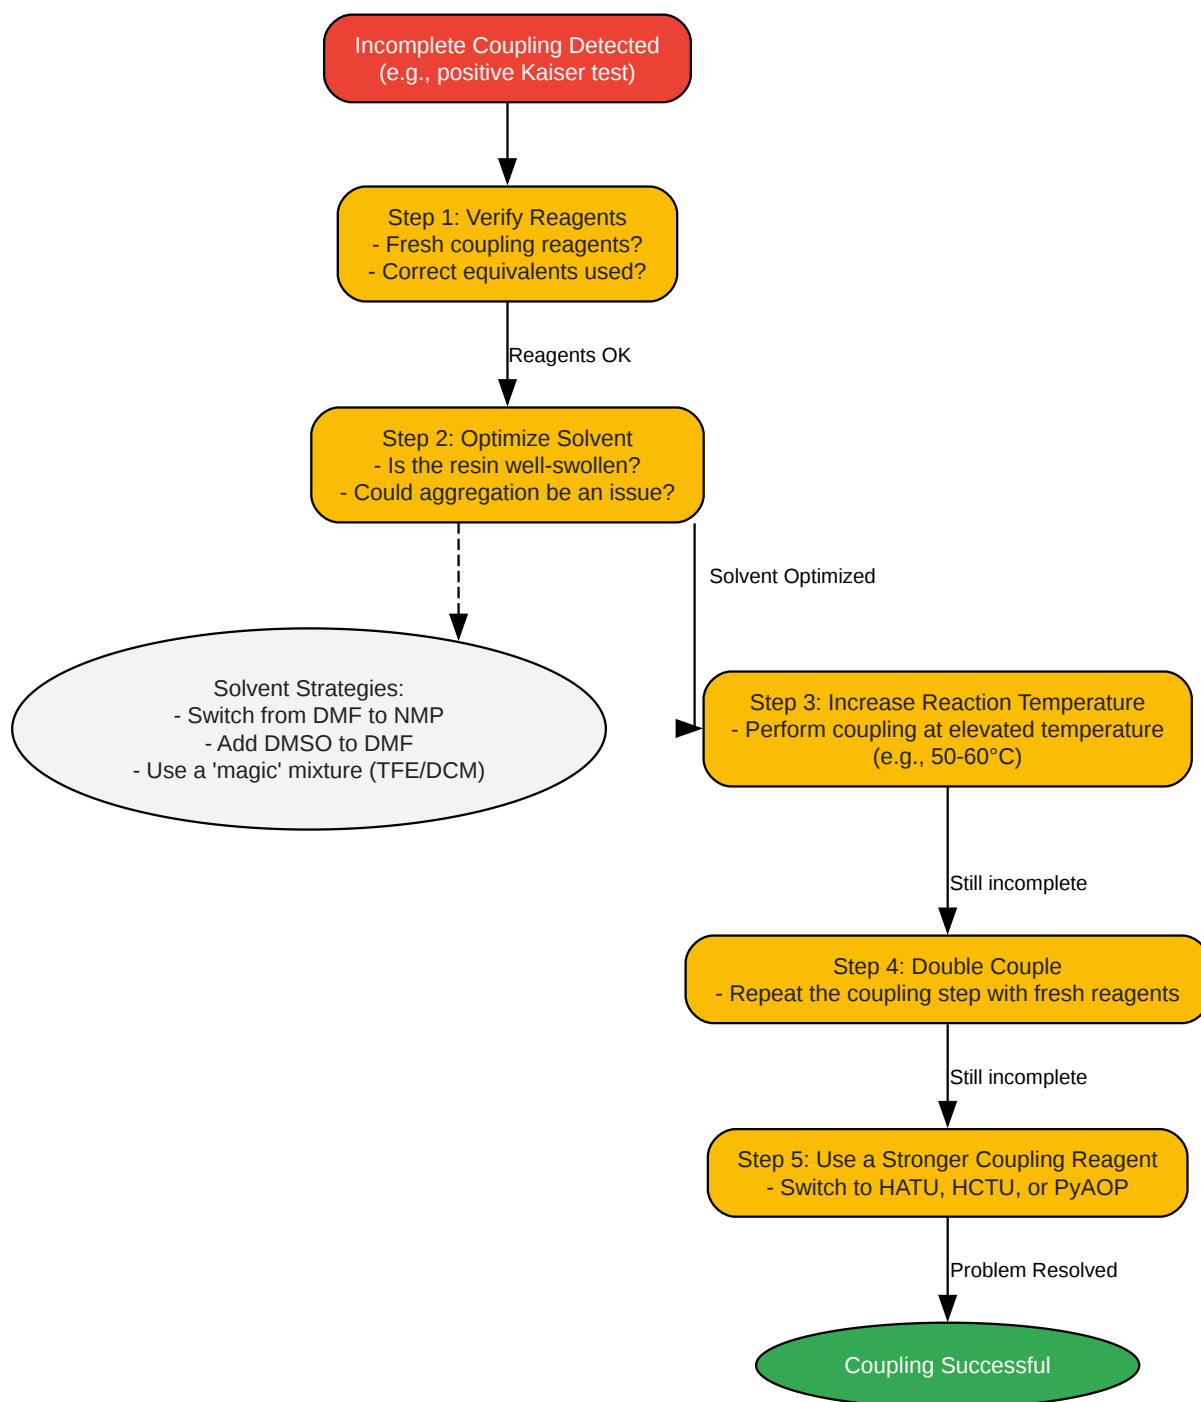 Incomplete Coupling Detected
(e.g., positive Kaiser test)
Step 1: Verify Reagents
- Fresh coupling reagents?
- Correct equivalents used?
Reagents OK
Step 2: Optimize Solvent
- Is the resin well-swollen?
- Could aggregation be an issue?
Solvent Optimized
Solvent Strategies:
- Switch from DMF to NMP
- Add DMSO to DMF
- Use a 'magic' mixture (TFE/DCM)
Step 3: Increase Reaction Temperature
- Perform coupling at elevated temperature
(e.g., 50-60°C)
Still incomplete
Step 4: Double Couple
- Repeat the coupling step with fresh reagents
Still incomplete
Step 5: Use a Stronger Coupling Reagent
- Switch to HATU, HCTU, or PyAOP
Problem Resolved
Coupling Successful